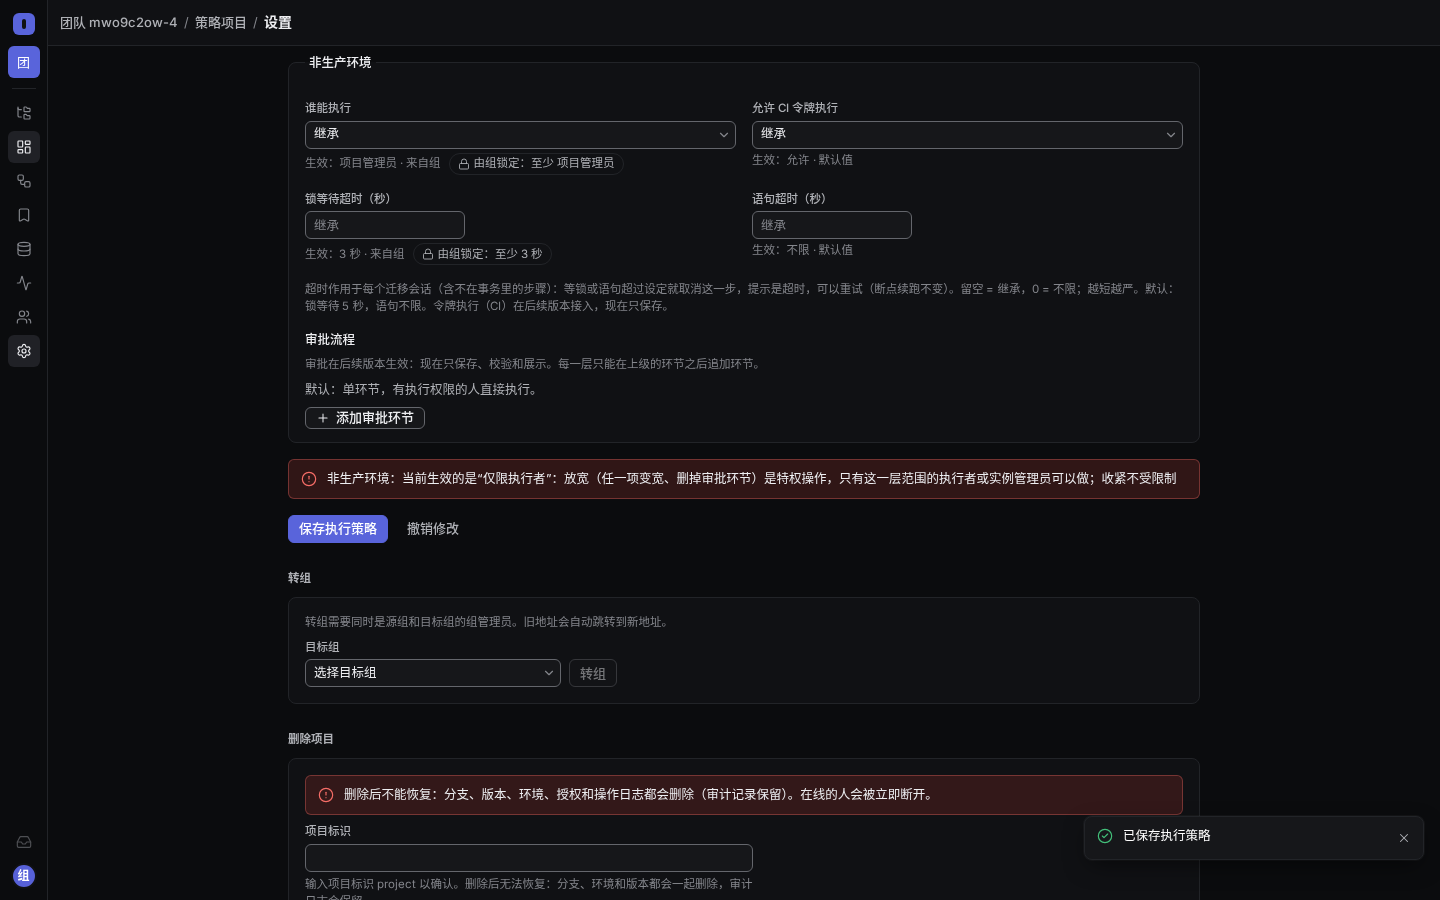 团队 mwo9c2ow-4 / 策略项目 / 设置
团
非生产环境
谁能执行
允许 CI 令牌执行
继承
继承
生效：项目管理员 · 来自组
由组锁定：至少 项目管理员
生效：允许 · 默认值
锁等待超时（秒）
语句超时（秒）
继承
继承
生效：3 秒 · 来自组
由组锁定：至少 3 秒
生效：不限 · 默认值
超时作用于每个迁移会话（含不在事务里的步骤）：等锁或语句超过设定就取消这一步，提示是超时，可以重试（断点续跑不变）。留空 = 继承，0 = 不限；越短越严。默认：
锁等待 5 秒，语句不限。令牌执行（CI）在后续版本接入，现在只保存。
审批流程
审批在后续版本生效：现在只保存、校验和展示。每一层只能在上级的环节之后追加环节。
默认：单环节，有执行权限的人直接执行。
添加审批环节
非生产环境：当前生效的是“仅限执行者”：放宽（任一项变宽、删掉审批环节）是特权操作，只有这一层范围的执行者或实例管理员可以做；收紧不受限制
保存执行策略
撤销修改
转组
转组需要同时是源组和目标组的组管理员。旧地址会自动跳转到新地址。
目标组
选择目标组
转组
删除项目
删除后不能恢复：分支、版本、环境、授权和操作日志都会删除（审计记录保留）。在线的人会被立即断开。
项目标识
已保存执行策略
组
输入项目标识 project 以确认。删除后无法恢复：分支、环境和版本都会一起删除，审计